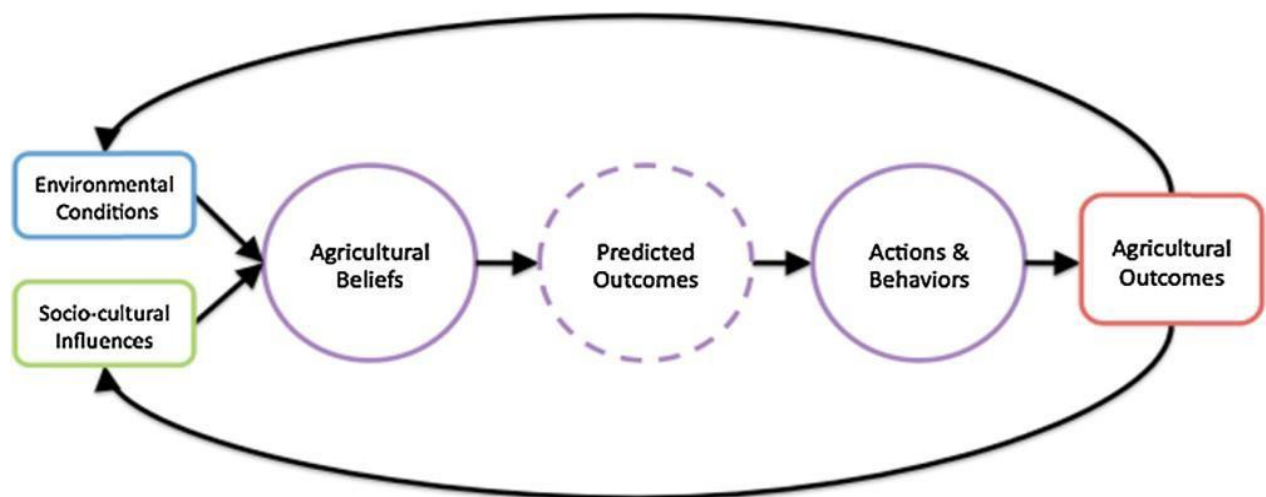 Environmental
Conditions
Socio-cultural
Influences
Agricultural
Beliefs
Predicted
Outcomes
Actions &
Behaviors
Agricultural
Outcomes